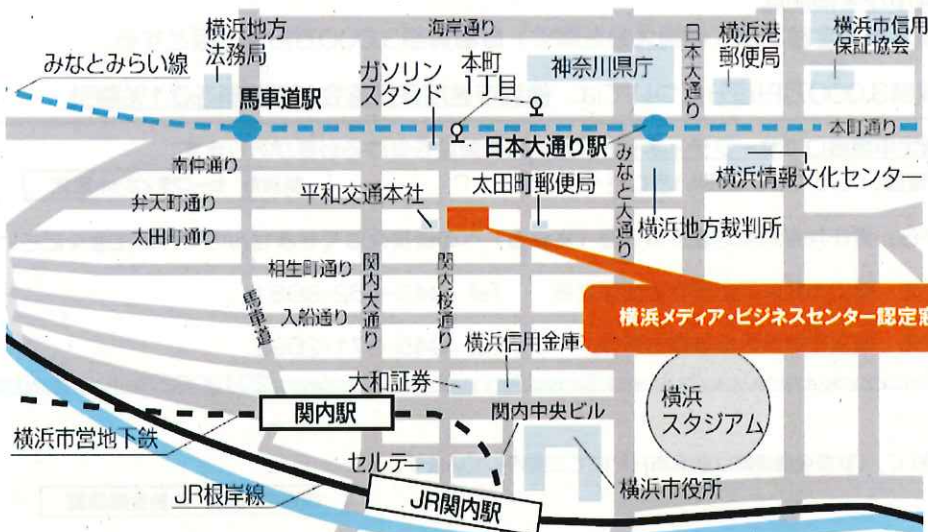 海岸通り
横浜地方
法務局
みなとみらい線
馬車道駅
ガソリン
スタンド
本町
1丁目
神奈川県庁
日本大通り
横浜港
郵便局
横浜市信用
保証協会
本町通り
日本大通り駅
南仲通り
弁天町通り
太田町通り
平和交通本社
太田町郵便局
みなと大通り
横浜地方裁判所
横浜情報文化センター
相生町通り
入船通り
馬車道
関内大通り
関内桜通り
横浜メディア・ビジネスセンター認定
横浜信用金庫
大和証券
関内駅
関内中央ビル
横浜
スタジアム
横浜市営地下鉄
セルテ
JR根岸線
JR関内駅
横浜市役所